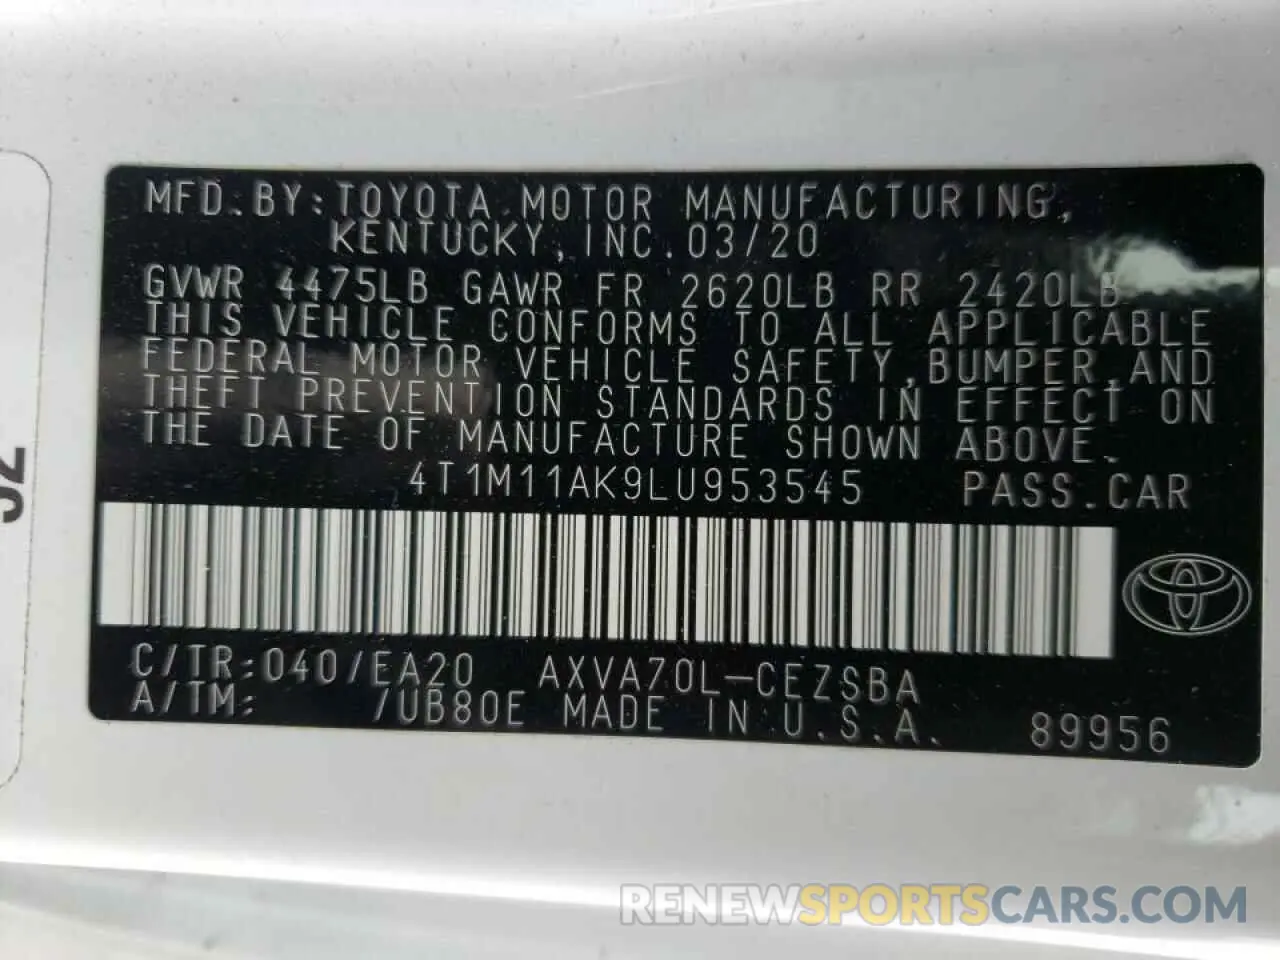 MFD.BY:TOYOTA MOTOR MANUFACTURING,
KENTUCKY,INC.03/20
GVWR 4475LB GAWR FR 2620LB RR 2420LB
THIS VEHICLE CONFORMS TO ALL APPLICABLE
FEDERAL MOTOR VEHICLE SAFETY,BUMPER,AND
THEFT PREVENTION STANDARDS IN EFFECT ON
THE DATE OF MANUFACTURE SHOWN ABOVE.
4T1M11AK9LU953545 PASS.CAR
C/TR:040/EA20 AXVA70L-CEZSBA
A/TM: /UB80E MADE IN U.S.A. 89956
RENEWSPORTSCARS.COM